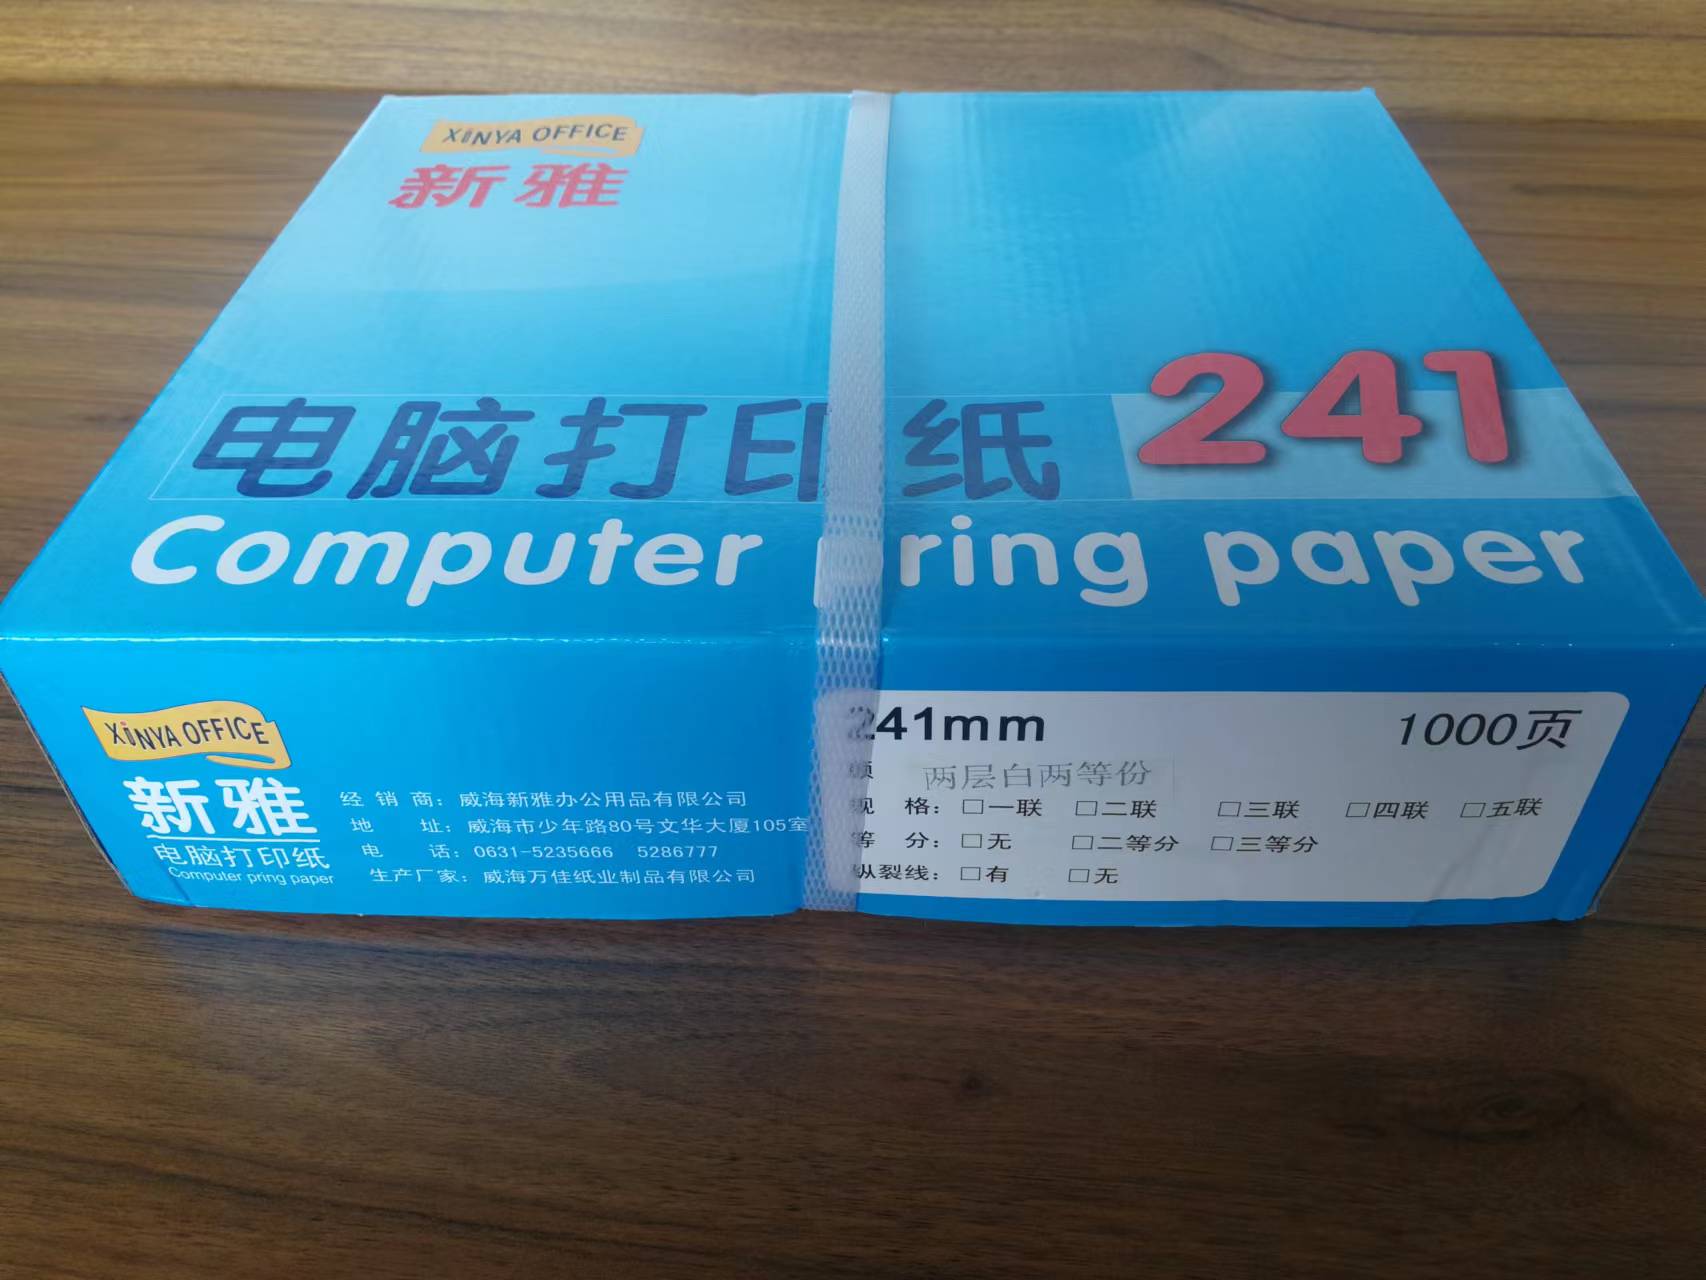 XiNYA OFFICE
新雅
电脑打印纸 241
Computer pring paper
XiNYA OFFICE
新雅
电脑打印纸
Computer pring paper
经销商：威海新雅办公用品有限公司
地址：威海市少年路80号文华大厦105室
电话：0631-5235666 5286777
生产厂家：威海万佳纸业制品有限公司
241mm 1000页
两层白两等份
规格：□一联 □二联 □三联 □四联 □五联
等分：□无 □二等分 □三等分
纵裂线：□有 □无